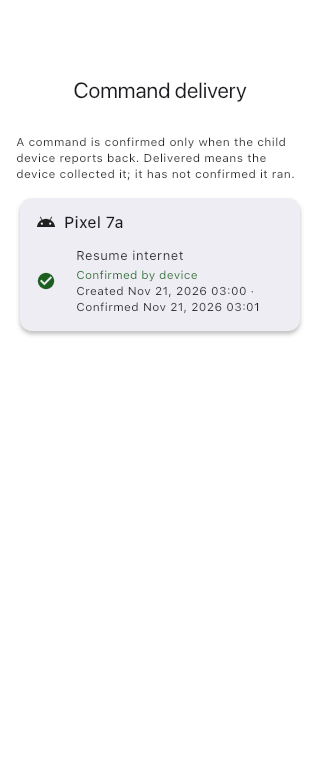 Command delivery
A command is confirmed only when the child
device reports back. Delivered means the
device collected it; it has not confirmed it ran.
Pixel 7a
Resume internet
Confirmed by device
Created Nov 21, 2026 03:00 ·
Confirmed Nov 21, 2026 03:01